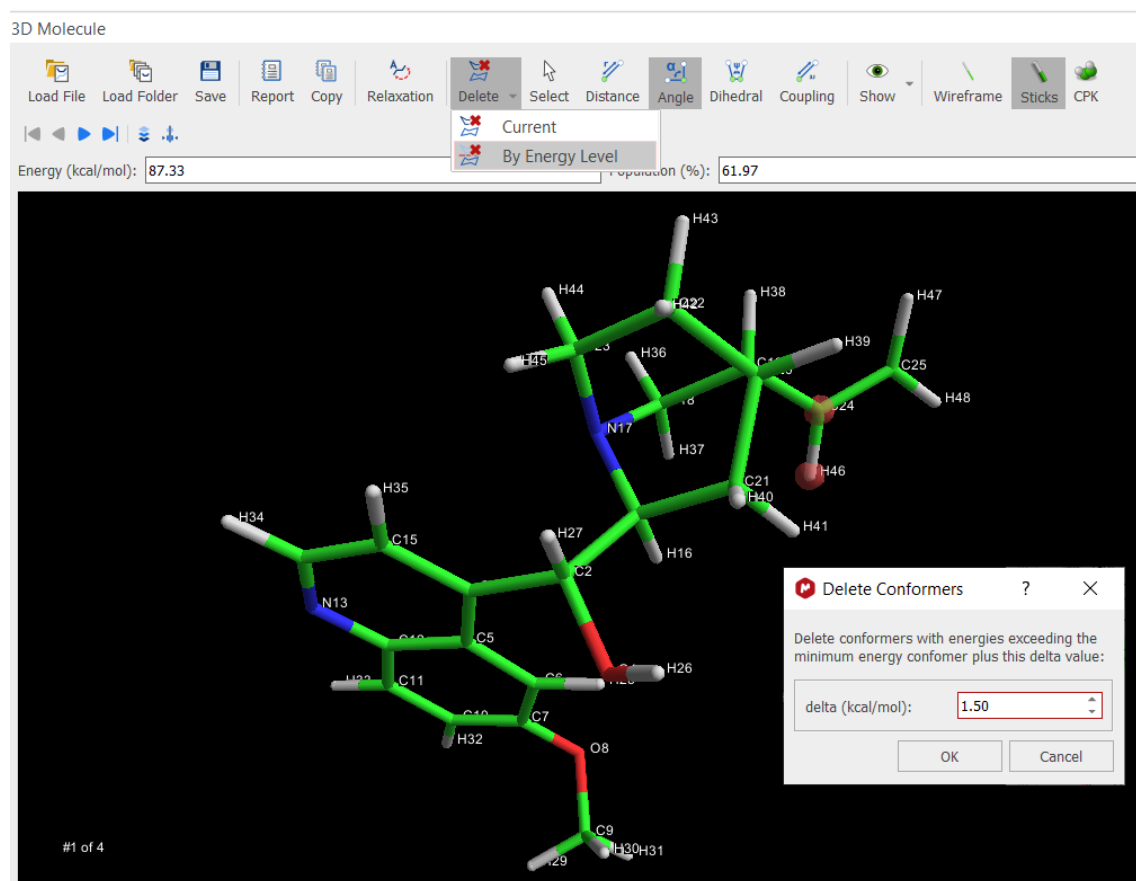 3D Molecule
Load File Load Folder Save Report Copy Relaxation Delete Select Distance Angle Dihedral Coupling Show Wireframe Sticks CPK
Current
By Energy Level
Energy (kcal/mol): 87.33 Population (%): 61.97
H43
H44 H42 H38 H47
H45 H36 H39 C25
H48
N17 H37 H46
C21
H40
H35 H41
H34 C15 H27 H16
C2
N13
C5 H26
C11 C7
H32 O8
C9
H30 H31
#1 of 4
Delete Conformers ? 
Delete conformers with energies exceeding the
minimum energy confomer plus this delta value:
delta (kcal/mol): 1.50
OK Cancel